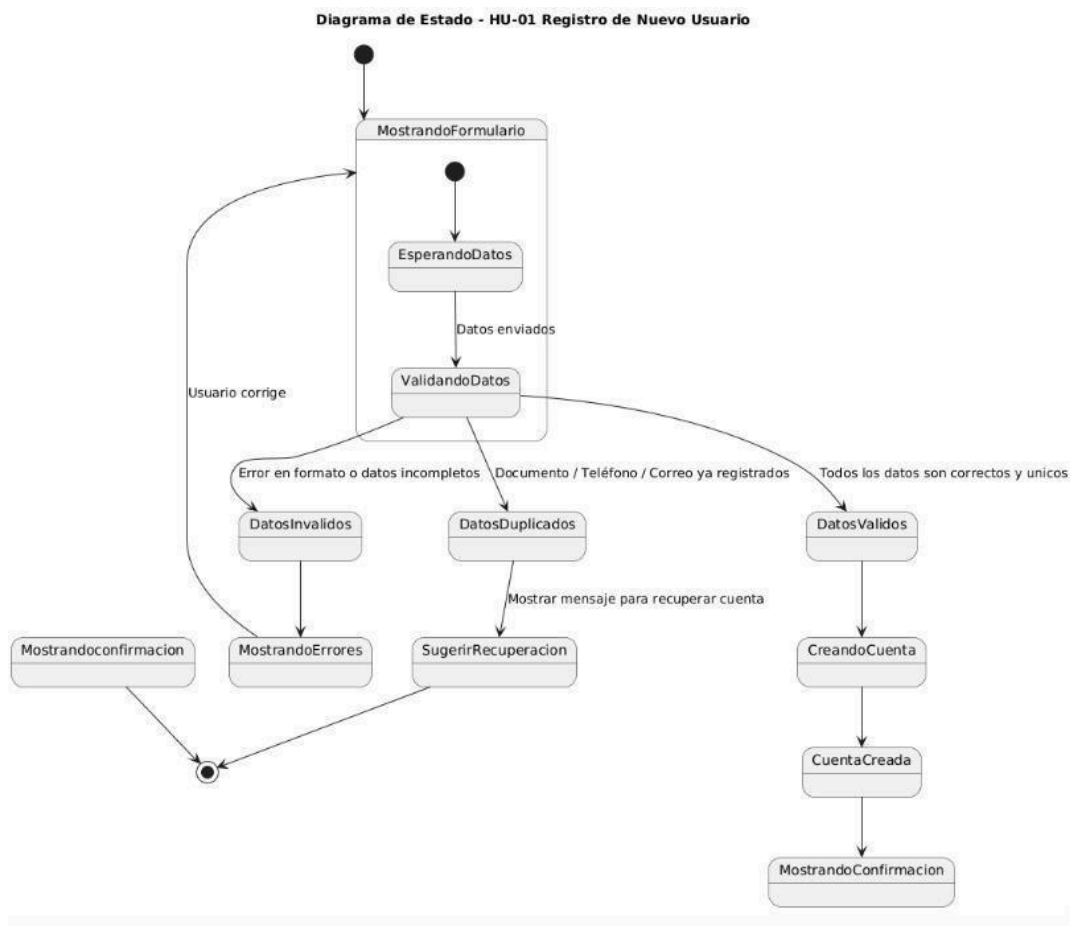 Diagrama de Estado - HU-01 Registro de Nuevo Usuario
MostrandoFormulario
EsperandoDatos
Datos enviados
ValidandoDatos
Usuario corrige
Error en formato o datos incompletos
Documento / Teléfono / Correo ya registrados
Todos los datos son correctos y unicos
DatosInvalidos
DatosDuplicados
DatosValidos
Mostrar mensaje para recuperar cuenta
Mostrandoconfirmacion
MostrandoErrores
SugerirRecuperacion
CreandoCuenta
CuentaCreada
MostrandoConfirmacion